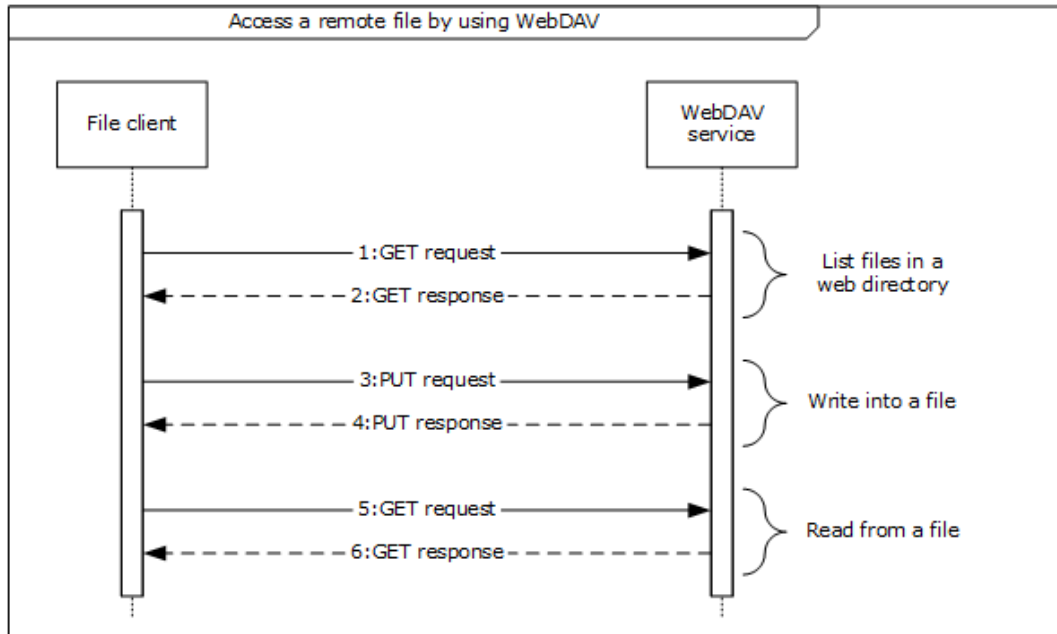 Access a remote file by using WebDAV
File client
WebDAV
service
1:GET request
2:GET response
List files in a
web directory
3:PUT request
4:PUT response
Write into a file
5:GET request
6:GET response
Read from a file